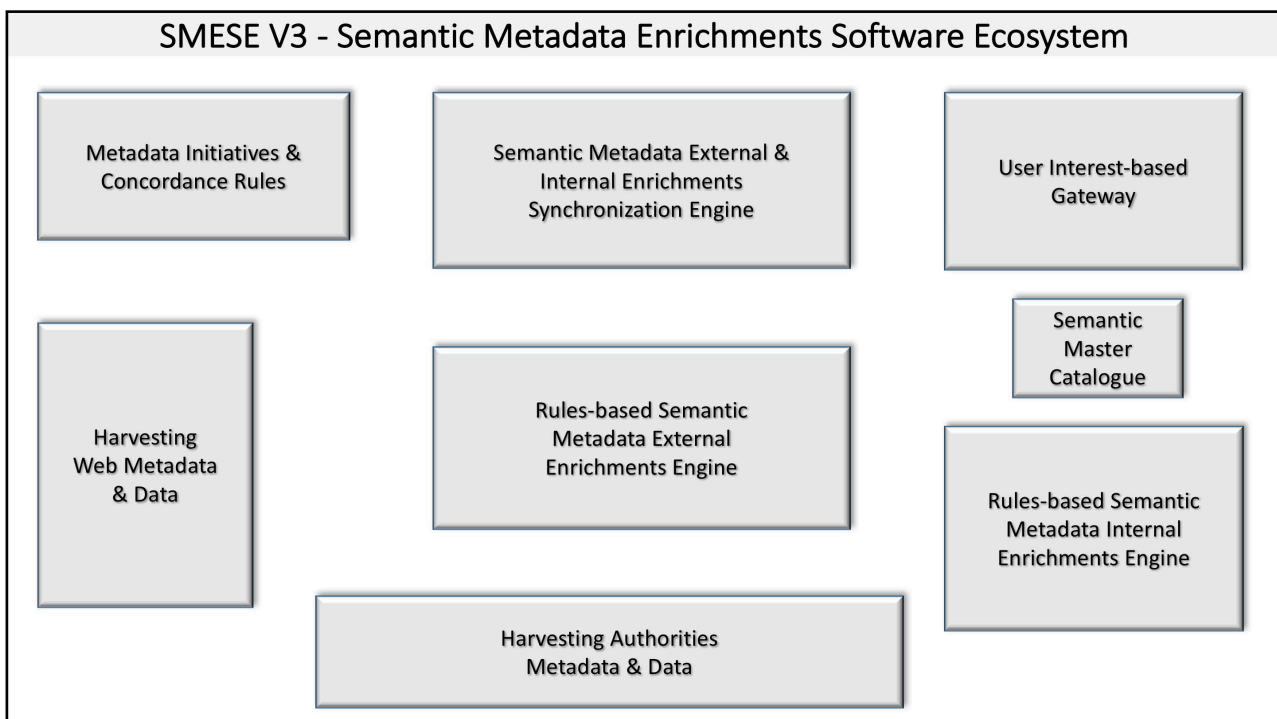 SMESE V3 - Semantic Metadata Enrichments Software Ecosystem
Metadata Initiatives &
Concordance Rules
Semantic Metadata External &
Internal Enrichments
Synchronization Engine
User Interest-based
Gateway
Semantic
Master
Catalogue
Harvesting
Web Metadata
& Data
Rules-based Semantic
Metadata External
Enrichments Engine
Rules-based Semantic
Metadata Internal
Enrichments Engine
Harvesting Authorities
Metadata & Data